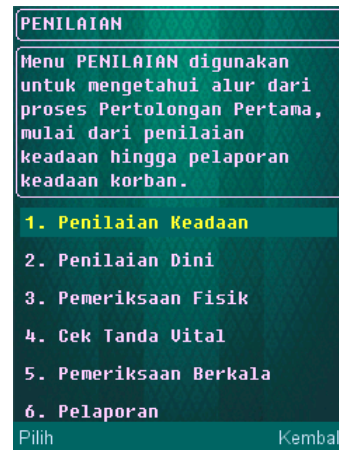 PENILAIAN
Menu PENILAIAN digunakan
untuk mengetahui alur dari
proses Pertolongan Pertama,
mulai dari penilaian
keadaan hingga pelaporan
keadaan korban.
1. Penilaian Keadaan
2. Penilaian Dini
3. Pemeriksaan Fisik
4. Cek Tanda Vital
5. Pemeriksaan Berkala
6. Pelaporan
Pilih Kembal